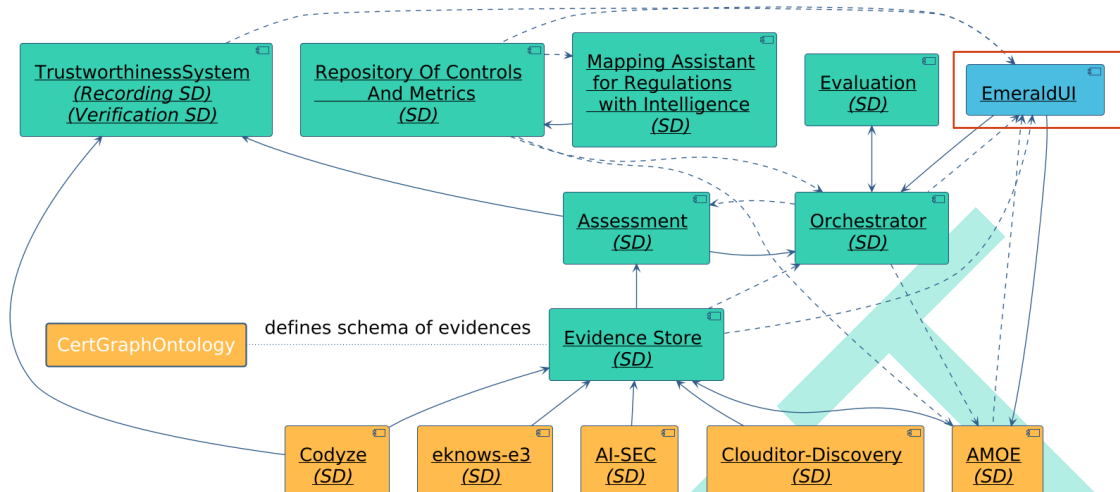 TrustworthinessSystem
(Recording SD)
(Verification SD)
Repository Of Controls
And Metrics
(SD)
Mapping Assistant
for Regulations
with Intelligence
(SD)
Evaluation
(SD)
EmeraldUI
Assessment
(SD)
Orchestrator
(SD)
CertGraphOntology
defines schema of evidences
Evidence Store
(SD)
Codyze
(SD)
eknows-e3
(SD)
AI-SEC
(SD)
Clouditor-Discovery
(SD)
AMOE
(SD)